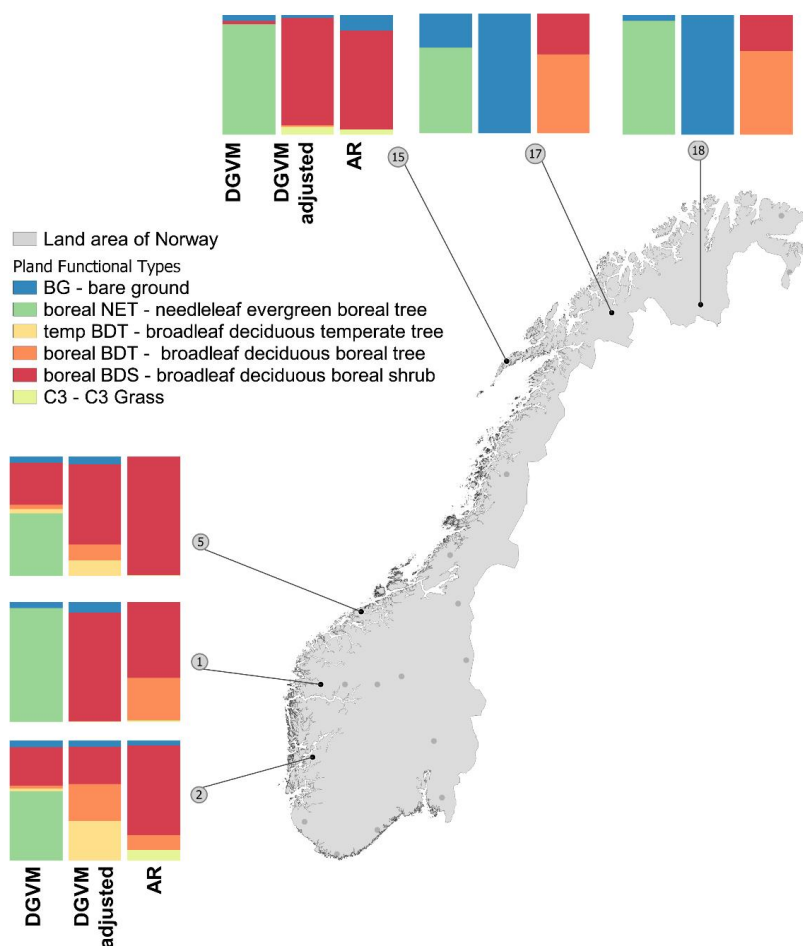 DGVM
DGVM
adjusted
AR
15
17
18
Land area of Norway
Pland Functional Types
BG - bare ground
boreal NET - needleleaf evergreen boreal tree
temp BDT - broadleaf deciduous temperate tree
boreal BDT -  broadleaf deciduous boreal tree
boreal BDS - broadleaf deciduous boreal shrub
C3 - C3 Grass
5
1
2
DGVM
DGVM
adjusted
AR